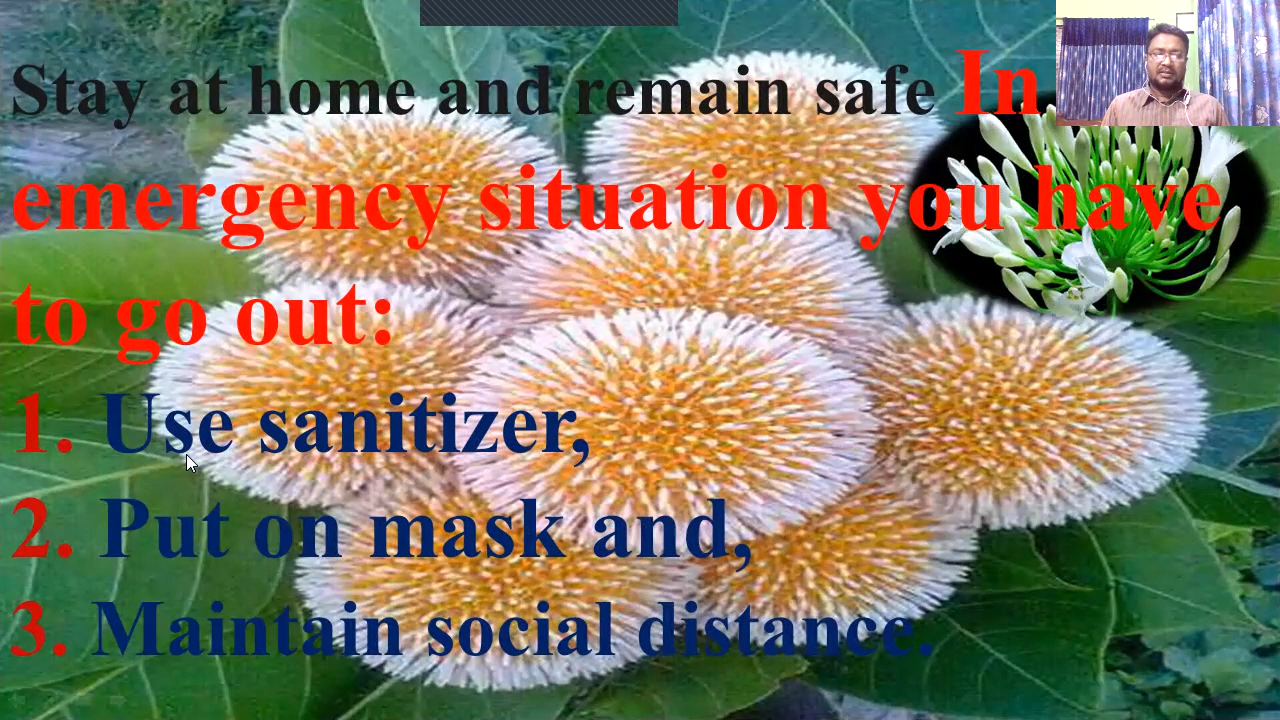 Stay at home and remain safe In
emergency situation you have
to go out:
1. Use sanitizer,
2. Put on mask and,
3. Maintain social distance.